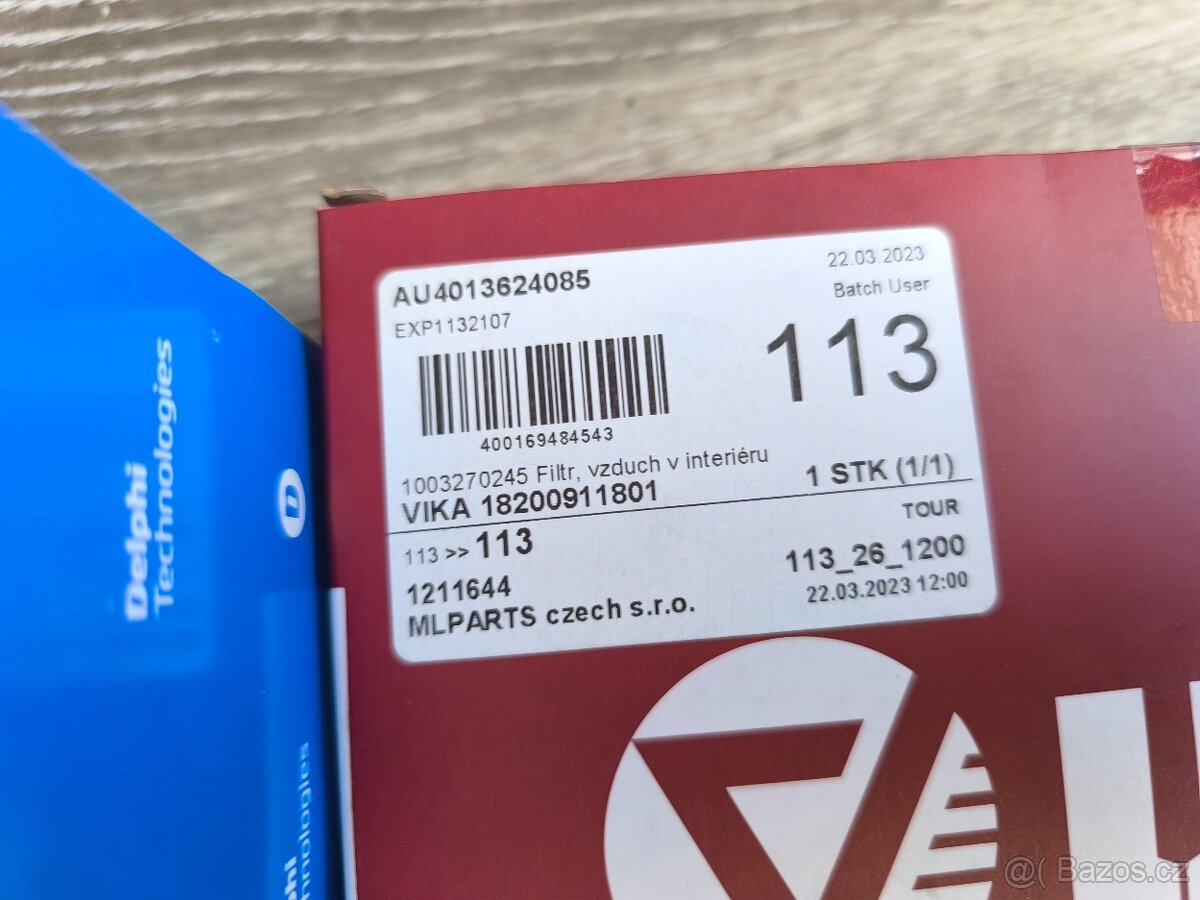 Delphi
Technologies
D
AU4013624085
22.03.2023
EXP1132107
Batch User
113
400169484543
1003270245 Filtr, vzduch v interiéru
VIKA 18200911801
1 STK (1/1)
113 >> 113
TOUR
1211644
113_26_1200
MLPARTS czech s.r.o.
22.03.2023 12:00
@( Bazos.cz